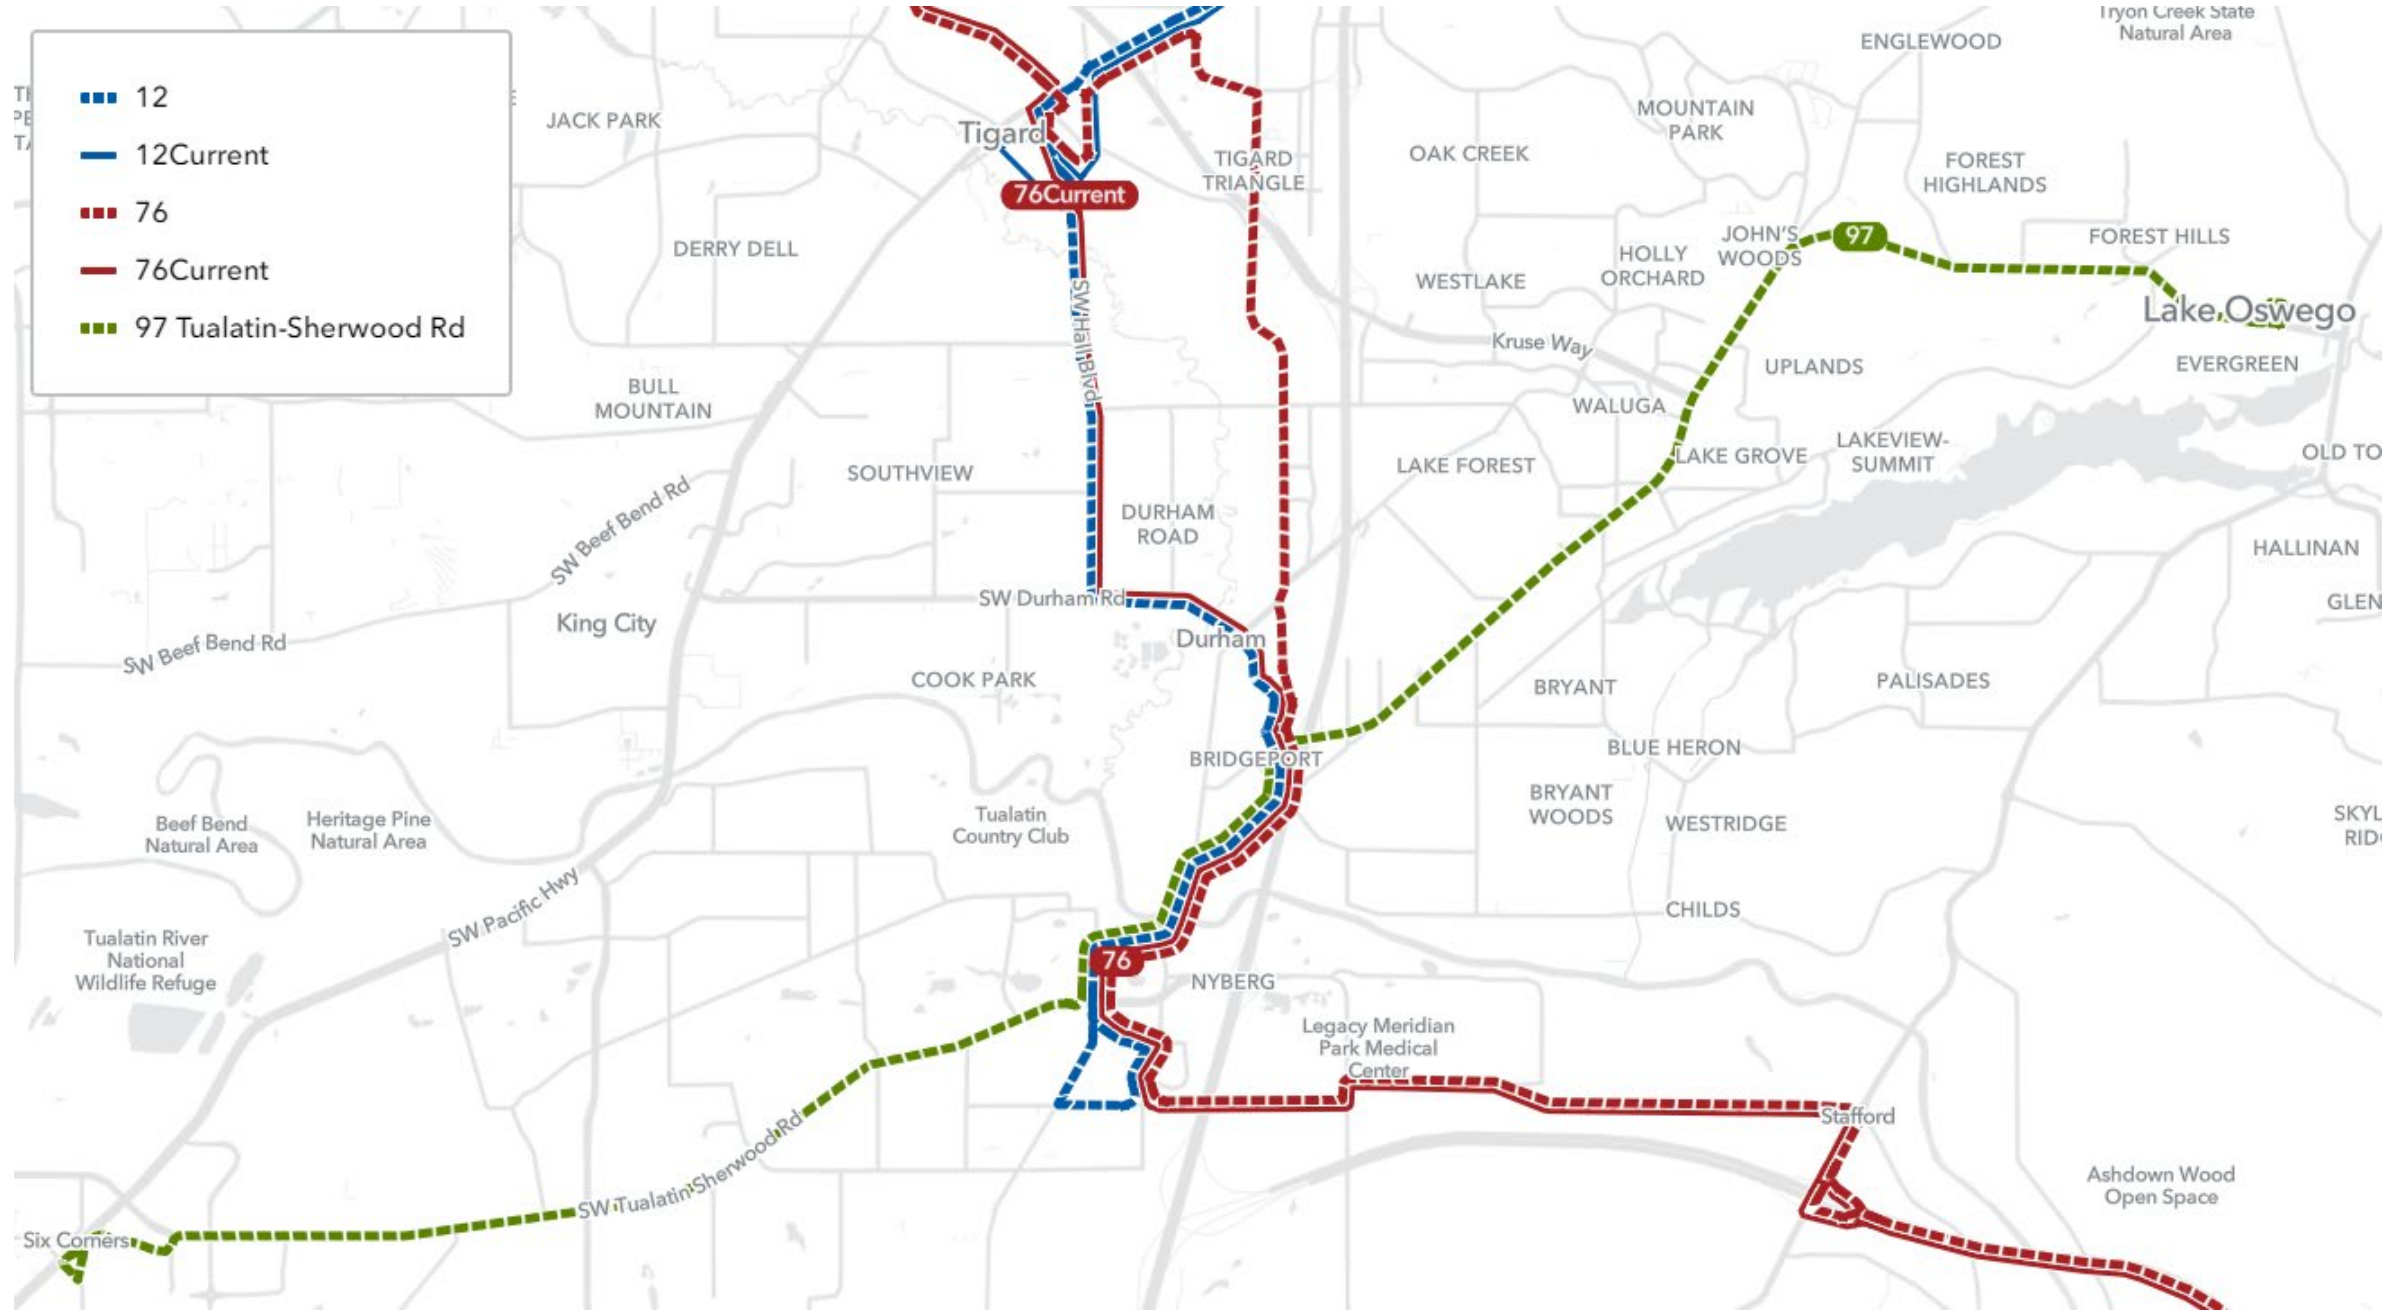 12
12Current
76
76Current
97 Tualatin-Sherwood Rd
Tryon Creek State
Natural Area
ENGLEWOOD
JACK PARK
Tigard
76Current
TIGARD
TRIANGLE
OAK CREEK
MOUNTAIN
PARK
FOREST
HIGHLANDS
DERRY DELL
JOHN'S
WOODS
97
FOREST HILLS
HOLLY
ORCHARD
WESTLAKE
SW Hall Blvd
Kruse Way
Lake Oswego
EVERGREEN
UPLANDS
BULL
MOUNTAIN
WALUGA
LAKE GROVE
LAKEVIEW-
SUMMIT
OLD TO
SOUTHVIEW
LAKE FOREST
SW Beef Bend Rd
DURHAM
ROAD
HALLINAN
SW Durham Rd
GLEN
King City
Durham
SW Beef Bend Rd
COOK PARK
BRYANT
PALISADES
BRIDGEPORT
BLUE HERON
BRYANT
WOODS
WESTRIDGE
SKYL
RID
Tualatin
Country Club
Beef Bend
Natural Area
Heritage Pine
Natural Area
SW Pacific Hwy
CHILDS
Tualatin River
National
Wildlife Refuge
76
NYBERG
Legacy Meridian
Park Medical
Center
Stafford
SW Tualatin Sherwood Rd
Ashdown Wood
Open Space
Six Corners